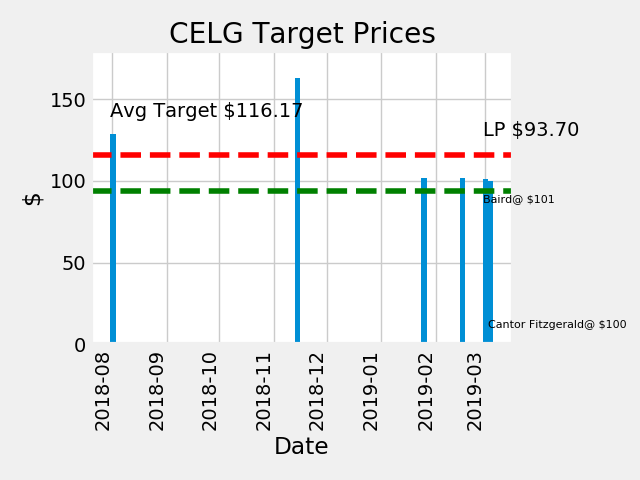 CELG Target Prices
150
Avg Target $116.17
LP $93.70
100
Baird@ $101
$
50
Cantor Fitzgerald@ $100
0
2018-08
2018-09
2018-10
2018-11
2018-12
2019-01
2019-02
2019-03
Date